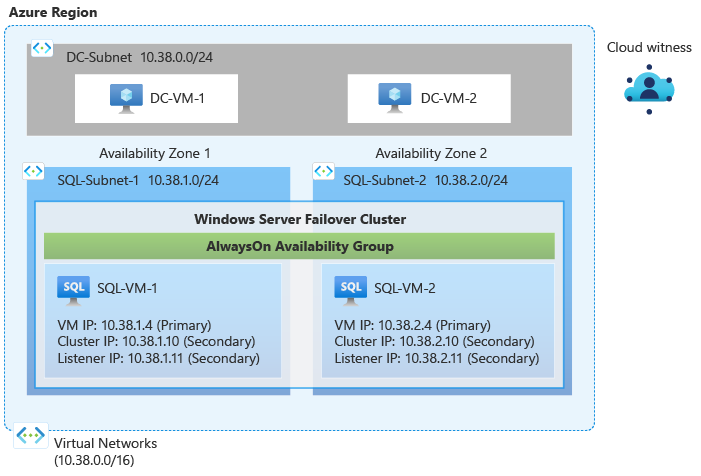 Azure Region
Cloud witness
DC-Subnet 10.38.0.0/24
DC-VM-1
DC-VM-2
Availability Zone 1
Availability Zone 2
SQL-Subnet-1 10.38.1.0/24
SQL-Subnet-2 10.38.2.0/24
Windows Server Failover Cluster
AlwaysOn Availability Group
SQL
SQL-VM-1
VM IP: 10.38.1.4 (Primary)
Cluster IP: 10.38.1.10 (Secondary)
Listener IP: 10.38.1.11 (Secondary)
SQL
SQL-VM-2
VM IP: 10.38.2.4 (Primary)
Cluster IP: 10.38.2.10 (Secondary)
Listener IP: 10.38.2.11 (Secondary)
Virtual Networks
(10.38.0.0/16)